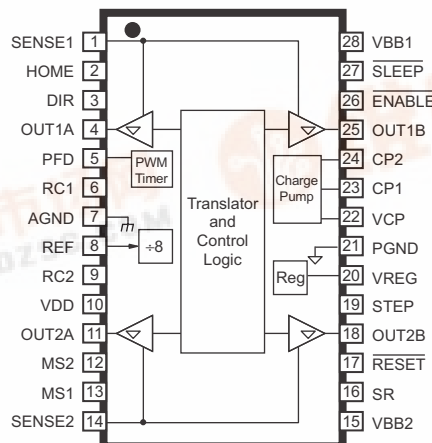 SENSE1 1 28 VBB1
HOME 2 27 SLEEP
DIR 3 26 ENABLE
OUT1A 4 25 OUT1B
PFD 5 PWM Timer 24 CP2
RC1 6 Charge Pump 23 CP1
AGND 7 Translator and Control Logic 22 VCP
REF 8 ÷8 21 PGND
RC2 9 Reg 20 VREG
VDD 10 19 STEP
OUT2A 11 18 OUT2B
MS2 12 17 RESET
MS1 13 16 SR
SENSE2 14 15 VBB2